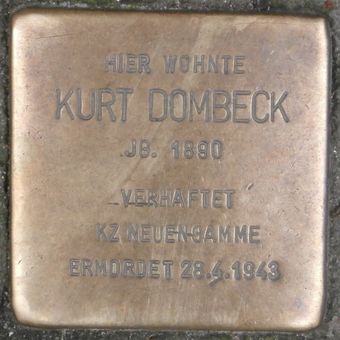 HIER WOHNTE
KURT DOMBECK
JG. 1890
VERHAFTET
KZ NEUENGAMME
ERMORDET 28.4.1943